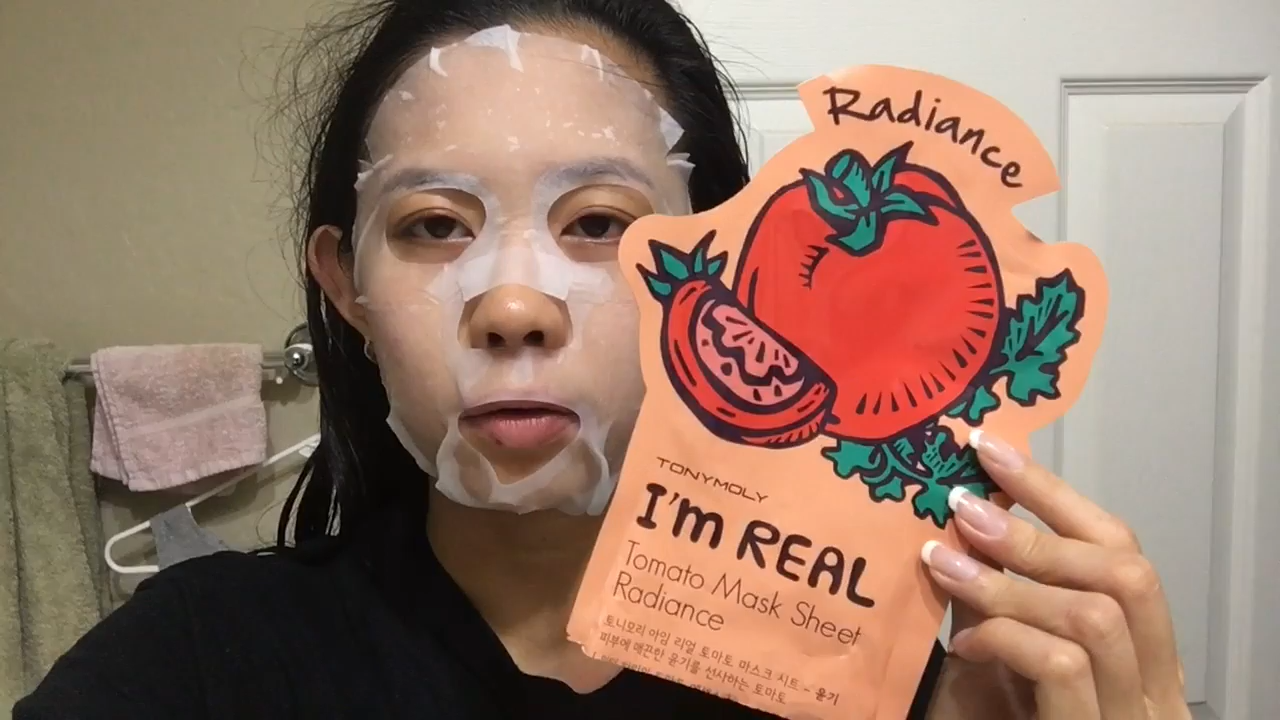 Radiance
TONYMOLY
I'm REAL
Tomato Mask Sheet
Radiance
토니모리 아임 리얼 토마토 마스크 시트 - 윤기
피부에 매끈한 윤기를 선사하는 토마토